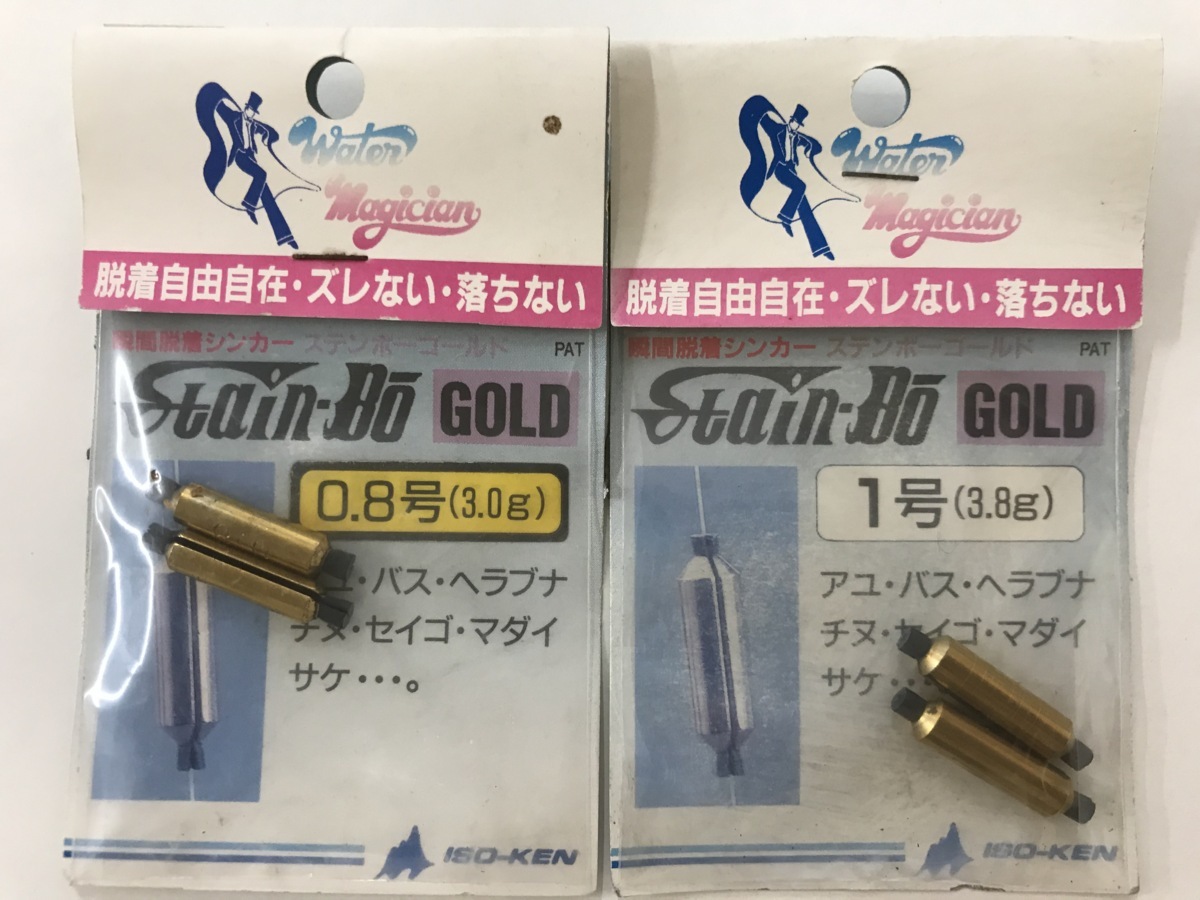 Water
Magician
脱着自由自在・ズレない・落ちない
瞬間脱着シンカー ステンボーゴールド PAT
Stain-Bō GOLD
0.8号(3.0g)
アユ・バス・ヘラブナ
チヌ・セイゴ・マダイ
サケ・・・。
ISO-KEN
Water
Magician
脱着自由自在・ズレない・落ちない
瞬間脱着シンカー ステンボーゴールド PAT
Stain-Bō GOLD
1号(3.8g)
アユ・バス・ヘラブナ
チヌ・セイゴ・マダイ
サケ・・
ISO-KEN